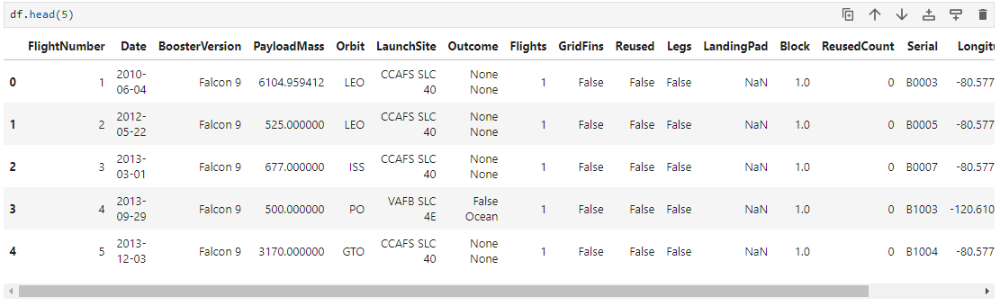 df.head(5)
FlightNumber Date BoosterVersion PayloadMass Orbit LaunchSite Outcome Flights GridFins Reused Legs LandingPad Block ReusedCount Serial Longitu
0 1 2010-06-04 Falcon 9 6104.959412 LEO CCAFS SLC 40 None None 1 False False False NaN 1.0 0 B0003 -80.577
1 2 2012-05-22 Falcon 9 525.000000 LEO CCAFS SLC 40 None None 1 False False False NaN 1.0 0 B0005 -80.577
2 3 2013-03-01 Falcon 9 677.000000 ISS CCAFS SLC 40 None None 1 False False False NaN 1.0 0 B0007 -80.577
3 4 2013-09-29 Falcon 9 500.000000 PO VAFB SLC 4E False Ocean 1 False False False NaN 1.0 0 B1003 -120.610
4 5 2013-12-03 Falcon 9 3170.000000 GTO CCAFS SLC 40 None None 1 False False False NaN 1.0 0 B1004 -80.577